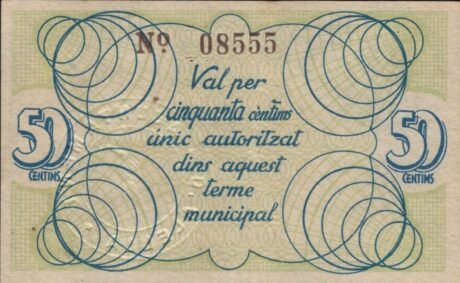 Nº 08555
Val per
cinquanta cèntims
únic autoritzat
dins aquest
terme
municipal
50
CENTIMS
50
CENTIMS